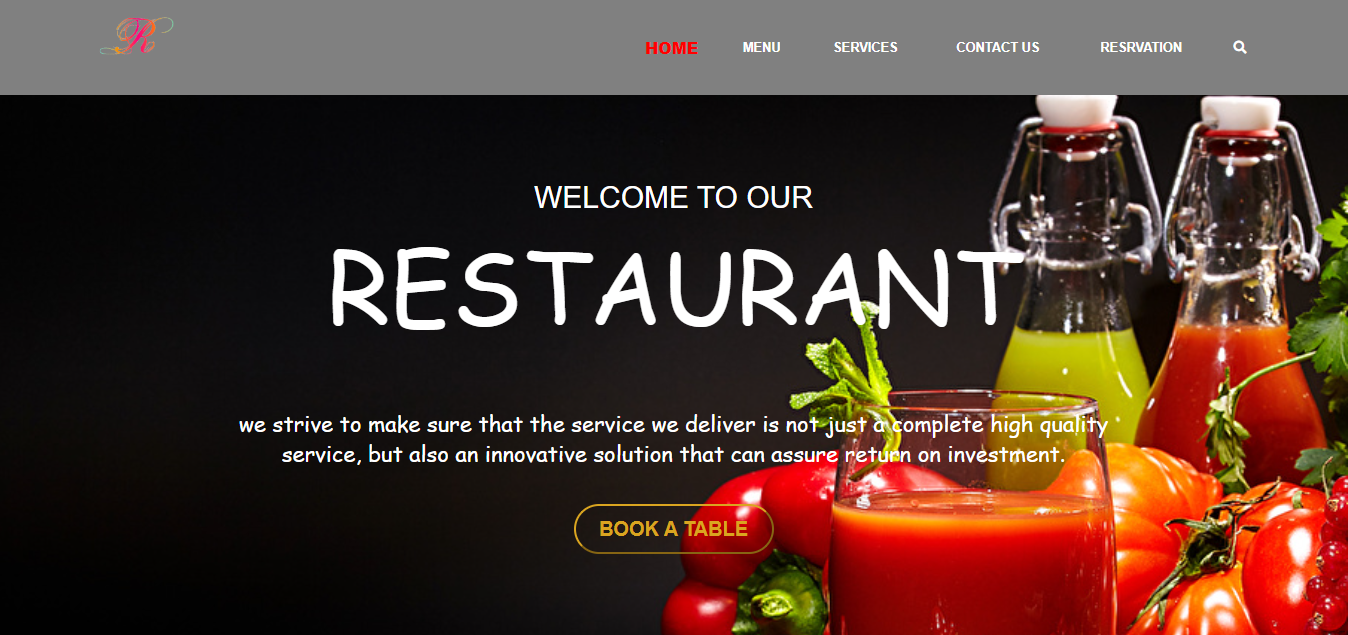 R
HOME MENU SERVICES CONTACT US RESRVATION
WELCOME TO OUR
RESTAURANT
we strive to make sure that the service we deliver is not just a complete high quality
service, but also an innovative solution that can assure return on investment.
BOOK A TABLE